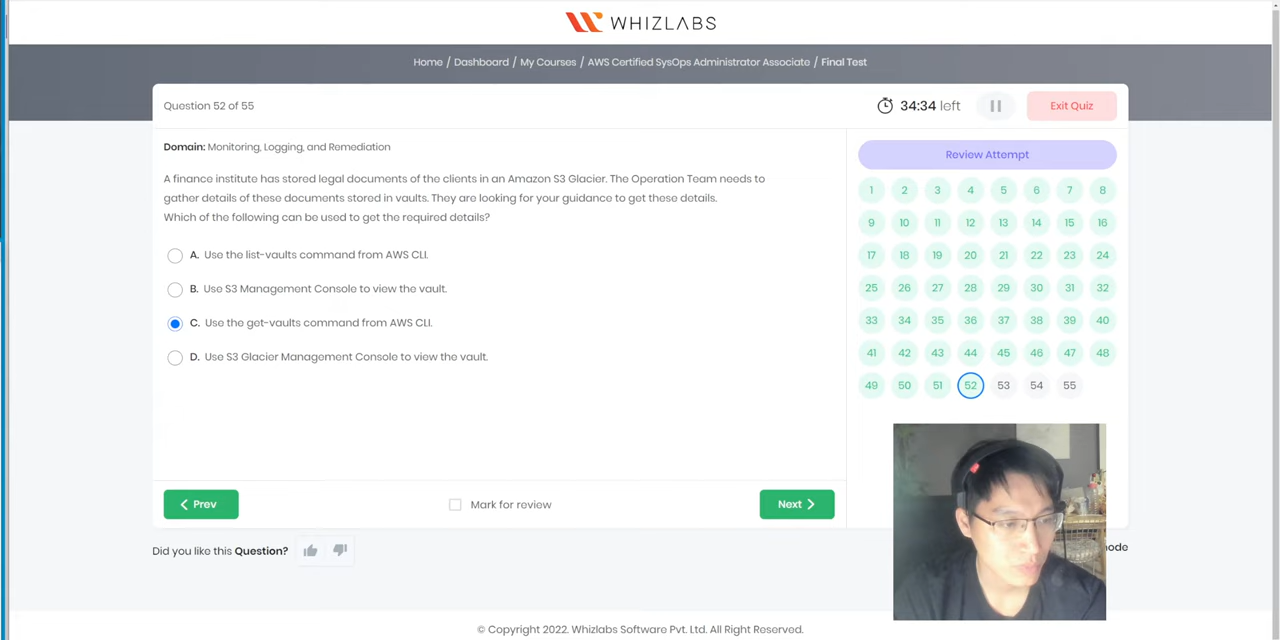 WHIZLABS
Home / Dashboard / My Courses / AWS Certified SysOps Administrator Associate / Final Test
Question 52 of 55
34:34 left
Exit Quiz
Domain: Monitoring, Logging, and Remediation
A finance institute has stored legal documents of the clients in an Amazon S3 Glacier. The Operation Team needs to
gather details of these documents stored in vaults. They are looking for your guidance to get these details.
Which of the following can be used to get the required details?
A. Use the list-vaults command from AWS CLI.
B. Use S3 Management Console to view the vault.
C. Use the get-vaults command from AWS CLI.
D. Use S3 Glacier Management Console to view the vault.
Prev
Mark for review
Next
Review Attempt
1 2 3 4 5 6 7 8
9 10 11 12 13 14 15 16
17 18 19 20 21 22 23 24
25 26 27 28 29 30 31 32
33 34 35 36 37 38 39 40
41 42 43 44 45 46 47 48
49 50 51 52 53 54 55
Did you like this Question?
© Copyright 2022. Whizlabs Software Pvt. Ltd. All Right Reserved.